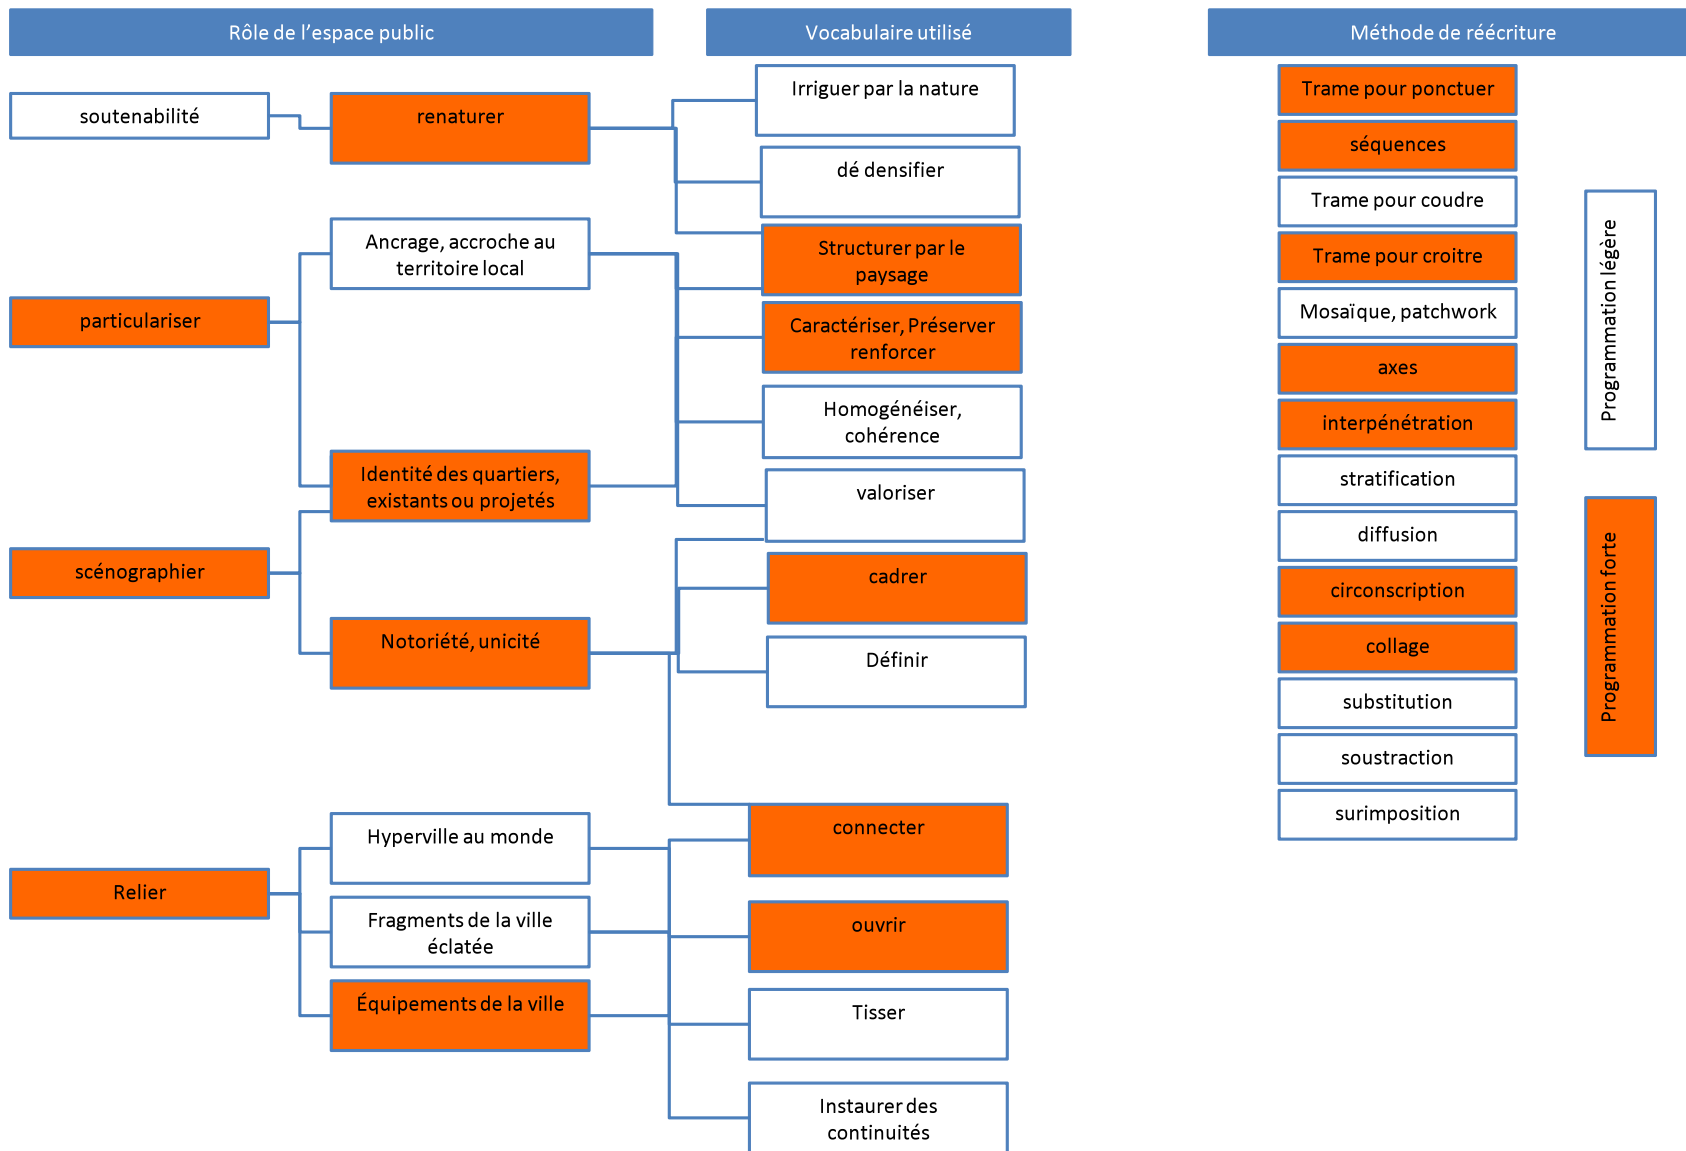 Rôle de l'espace public
Vocabulaire utilisé
Méthode de réécriture
soutenabilité
renaturer
particulariser
Ancrage, accroche au
territoire local
Identité des quartiers,
existants ou projetés
scénographier
Notoriété, unicité
Relier
Hyperville au monde
Fragments de la ville
éclatée
Équipements de la ville
Irriguer par la nature
dé densifier
Structurer par le
paysage
Caractériser, Préserver
renforcer
Homogénéiser,
cohérence
valoriser
cadrer
Définir
connecter
ouvrir
Tisser
Instaurer des
continuités
Trame pour ponctuer
séquences
Trame pour coudre
Trame pour croitre
Mosaïque, patchwork
axes
interpénétration
stratification
diffusion
circonscription
collage
substitution
soustraction
surimposition
Programmation légère
Programmation forte